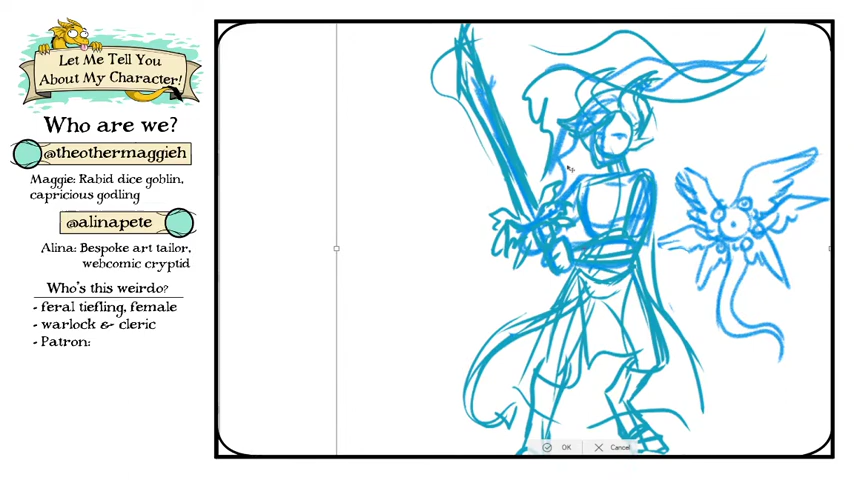 Let Me Tell You
About My Character!
Who are we?
@theothermaggieh
Maggie: Rabid dice goblin,
capricious godling
@alinapete
Alina: Bespoke art tailor,
webcomic cryptid
Who's this weirdo?
- feral tiefling, female
- warlock & cleric
- Patron:
OK
Cancel